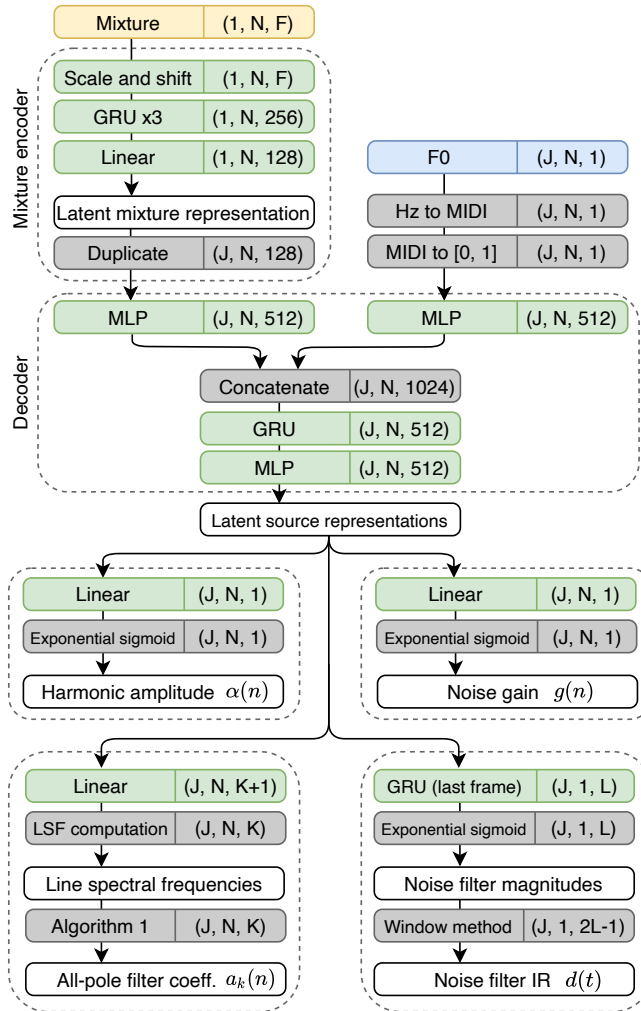 Mixture (1, N, F)
Mixture encoder
Scale and shift (1, N, F)
GRU x3 (1, N, 256)
Linear (1, N, 128)
Latent mixture representation
Duplicate (J, N, 128)
F0 (J, N, 1)
Hz to MIDI (J, N, 1)
MIDI to [0, 1] (J, N, 1)
Decoder
MLP (J, N, 512)
MLP (J, N, 512)
Concatenate (J, N, 1024)
GRU (J, N, 512)
MLP (J, N, 512)
Latent source representations
Linear (J, N, 1)
Exponential sigmoid (J, N, 1)
Harmonic amplitude α(n)
Linear (J, N, 1)
Exponential sigmoid (J, N, 1)
Noise gain g(n)
Linear (J, N, K+1)
LSF computation (J, N, K)
Line spectral frequencies
Algorithm 1 (J, N, K)
All-pole filter coeff. aₖ(n)
GRU (last frame) (J, 1, L)
Exponential sigmoid (J, 1, L)
Noise filter magnitudes
Window method (J, 1, 2L-1)
Noise filter IR d(t)